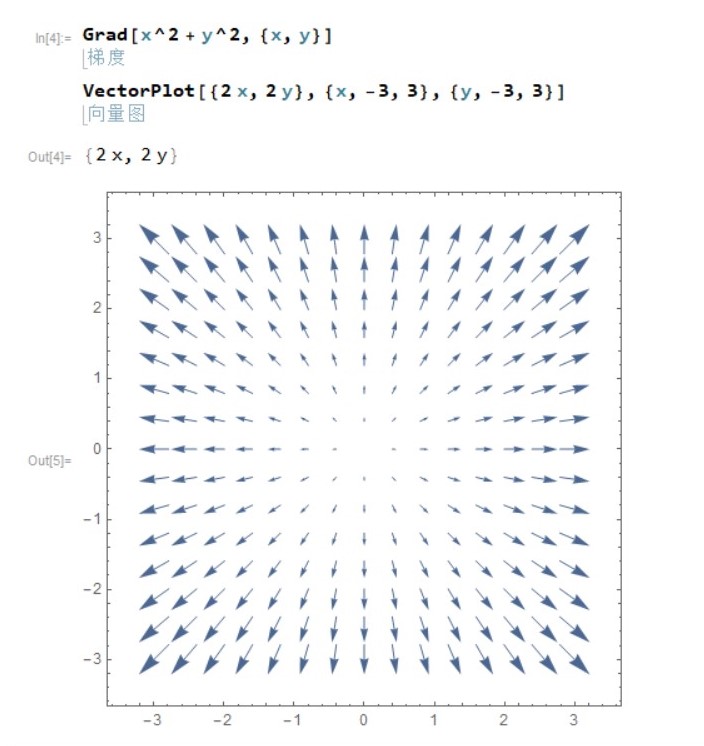 In[4]:= Grad[x^2 + y^2, {x, y}]
梯度
VectorPlot[{2 x, 2 y}, {x, -3, 3}, {y, -3, 3}]
向量图
Out[4]= {2 x, 2 y}
3
2
1
0
Out[5]=
-1
-2
-3
-3 -2 -1 0 1 2 3